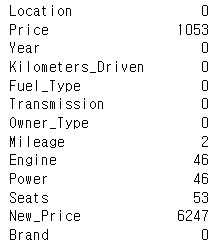 Location 0
Price 1053
Year 0
Kilometers_Driven 0
Fuel_Type 0
Transmission 0
Owner_Type 0
Mileage 2
Engine 46
Power 46
Seats 53
New_Price 6247
Brand 0